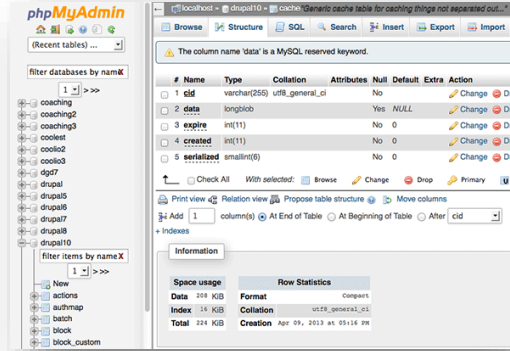 phpMyAdmin
(Recent tables) ...
filter databases by name X
1 > >>
coaching
coaching2
coaching3
coolest
coolio2
coolio3
dgd7
drupal
drupal5
drupal6
drupal7
drupal8
drupal10
filter items by name X
1 > >>
New
actions
authmap
batch
block
block_custom
localhost » drupal10 » cache "Generic cache table for caching things not separated out..."
Browse Structure SQL Search Insert Export Import
The column name 'data' is a MySQL reserved keyword.
# Name Type Collation Attributes Null Default Extra Action
1 cid varchar(255) utf8_general_ci No Change D
2 data longblob Yes NULL Change D
3 expire int(11) No 0 Change D
4 created int(11) No 0 Change D
5 serialized smallint(6) No 0 Change D
Check All With selected: Browse Change Drop Primary U
Print view Relation view Propose table structure Move columns
Add 1 column(s) At End of Table At Beginning of Table After cid
+ Indexes
Information
Space usage
Data 208 KiB
Index 16 KiB
Total 224 KiB
Row Statistics
Format Compact
Collation utf8_general_ci
Creation Apr 09, 2013 at 05:16 PM